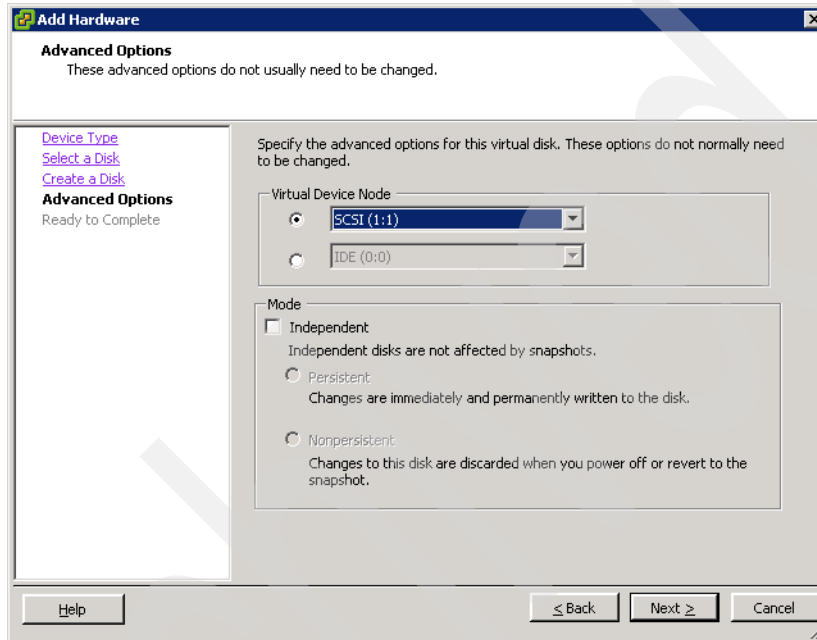 Add Hardware
Advanced Options
These advanced options do not usually need to be changed.
Device Type
Select a Disk
Create a Disk
Advanced Options
Ready to Complete
Specify the advanced options for this virtual disk. These options do not normally need
to be changed.
Virtual Device Node
SCSI (1:1)
IDE (0:0)
Mode
Independent
Independent disks are not affected by snapshots.
Persistent
Changes are immediately and permanently written to the disk.
Nonpersistent
Changes to this disk are discarded when you power off or revert to the
snapshot.
Help
< Back
Next >
Cancel